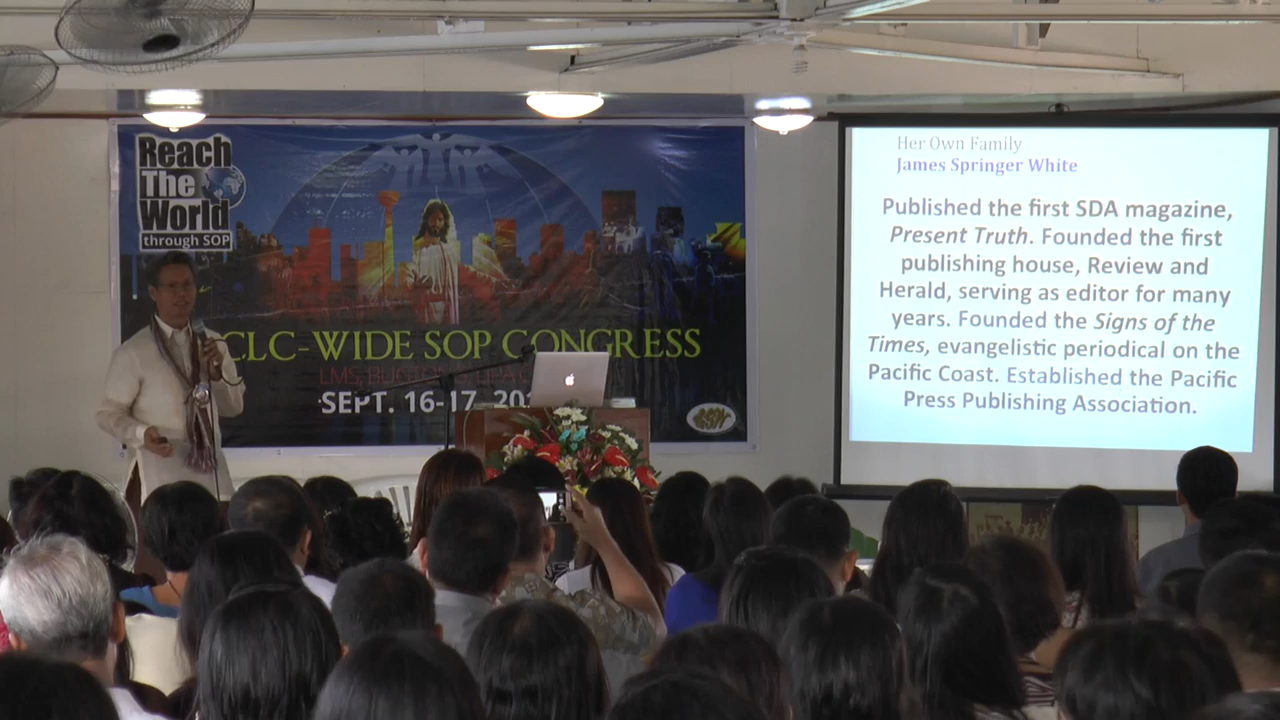 Reach
The
World
through SOP
CLC-WIDE SOP CONGRESS
LMS,
SEPT. 16-17,
Her Own Family
James Springer White
Published the first SDA magazine,
Present Truth. Founded the first
publishing house, Review and
Herald, serving as editor for many
years. Founded the Signs of the
Times, evangelistic periodical on the
Pacific Coast. Established the Pacific
Press Publishing Association.